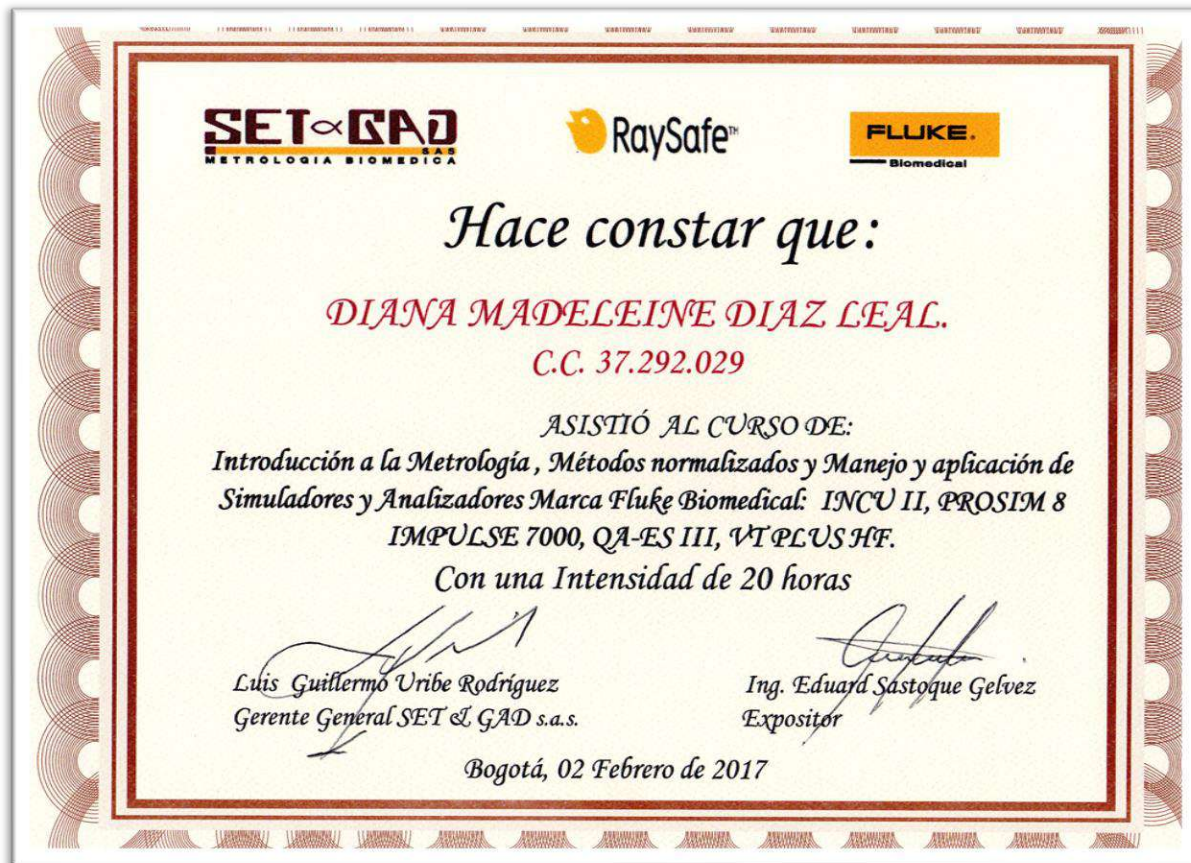 SET & GAD
SAS
METROLOGIA BIOMEDICA
RaySafe™
FLUKE.
Biomedical
Hace constar que:
DIANA MADELEINE DIAZ LEAL.
C.C. 37.292.029
ASISTIÓ AL CURSO DE:
Introducción a la Metrología , Métodos normalizados y Manejo y aplicación de
Simuladores y Analizadores Marca Fluke Biomedical: INCU II, PROSIM 8
IMPULSE 7000, QA-ES III, VT PLUS HF.
Con una Intensidad de 20 horas
Luis Guillermo Uribe Rodríguez
Gerente General SET & GAD s.a.s.
Ing. Eduard Sastoque Gelvez
Expositor
Bogotá, 02 Febrero de 2017